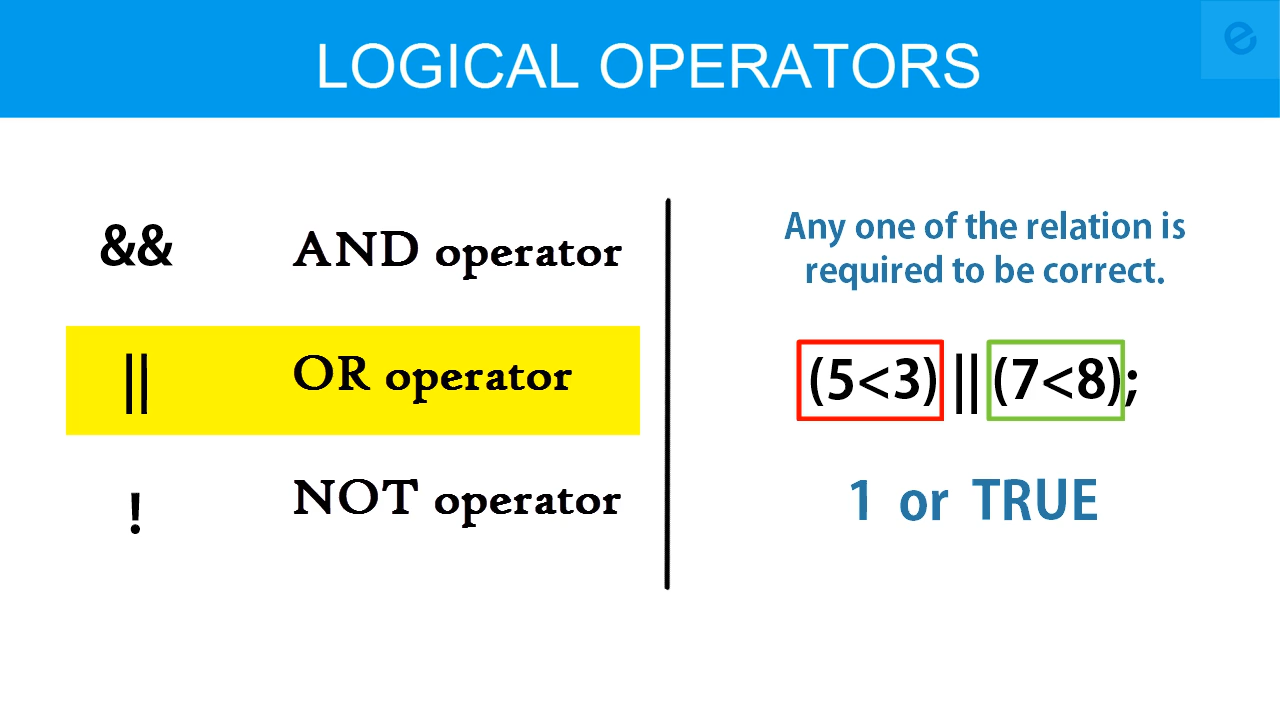 LOGICAL OPERATORS
e
&& AND operator
|| OR operator
! NOT operator
Any one of the relation is
required to be correct.
(5<3) || (7<8);
1 or TRUE